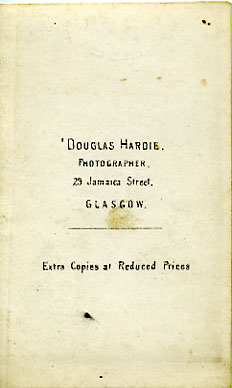 DOUGLAS HARDIE.
PHOTOGRAPHER,
29 Jamaica Street.
GLASGOW.
Extra Copies at Reduced Prices